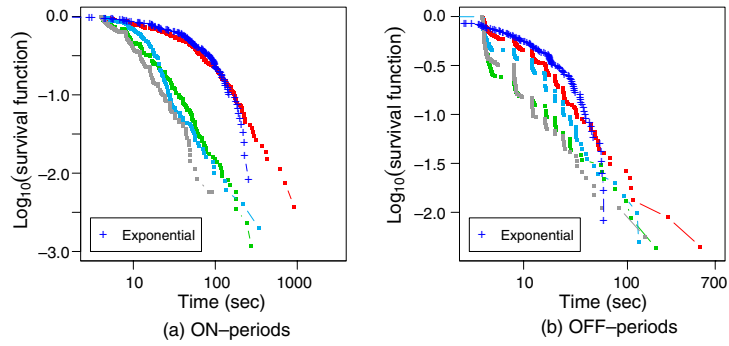 0.0
−1.0
−2.0
−3.0
Log10(survival function)
+ Exponential
10
100
1000
Time (sec)
(a) ON–periods
0.0
−0.5
−1.0
−1.5
−2.0
Log10(survival function)
+ Exponential
10
100
700
Time (sec)
(b) OFF–periods